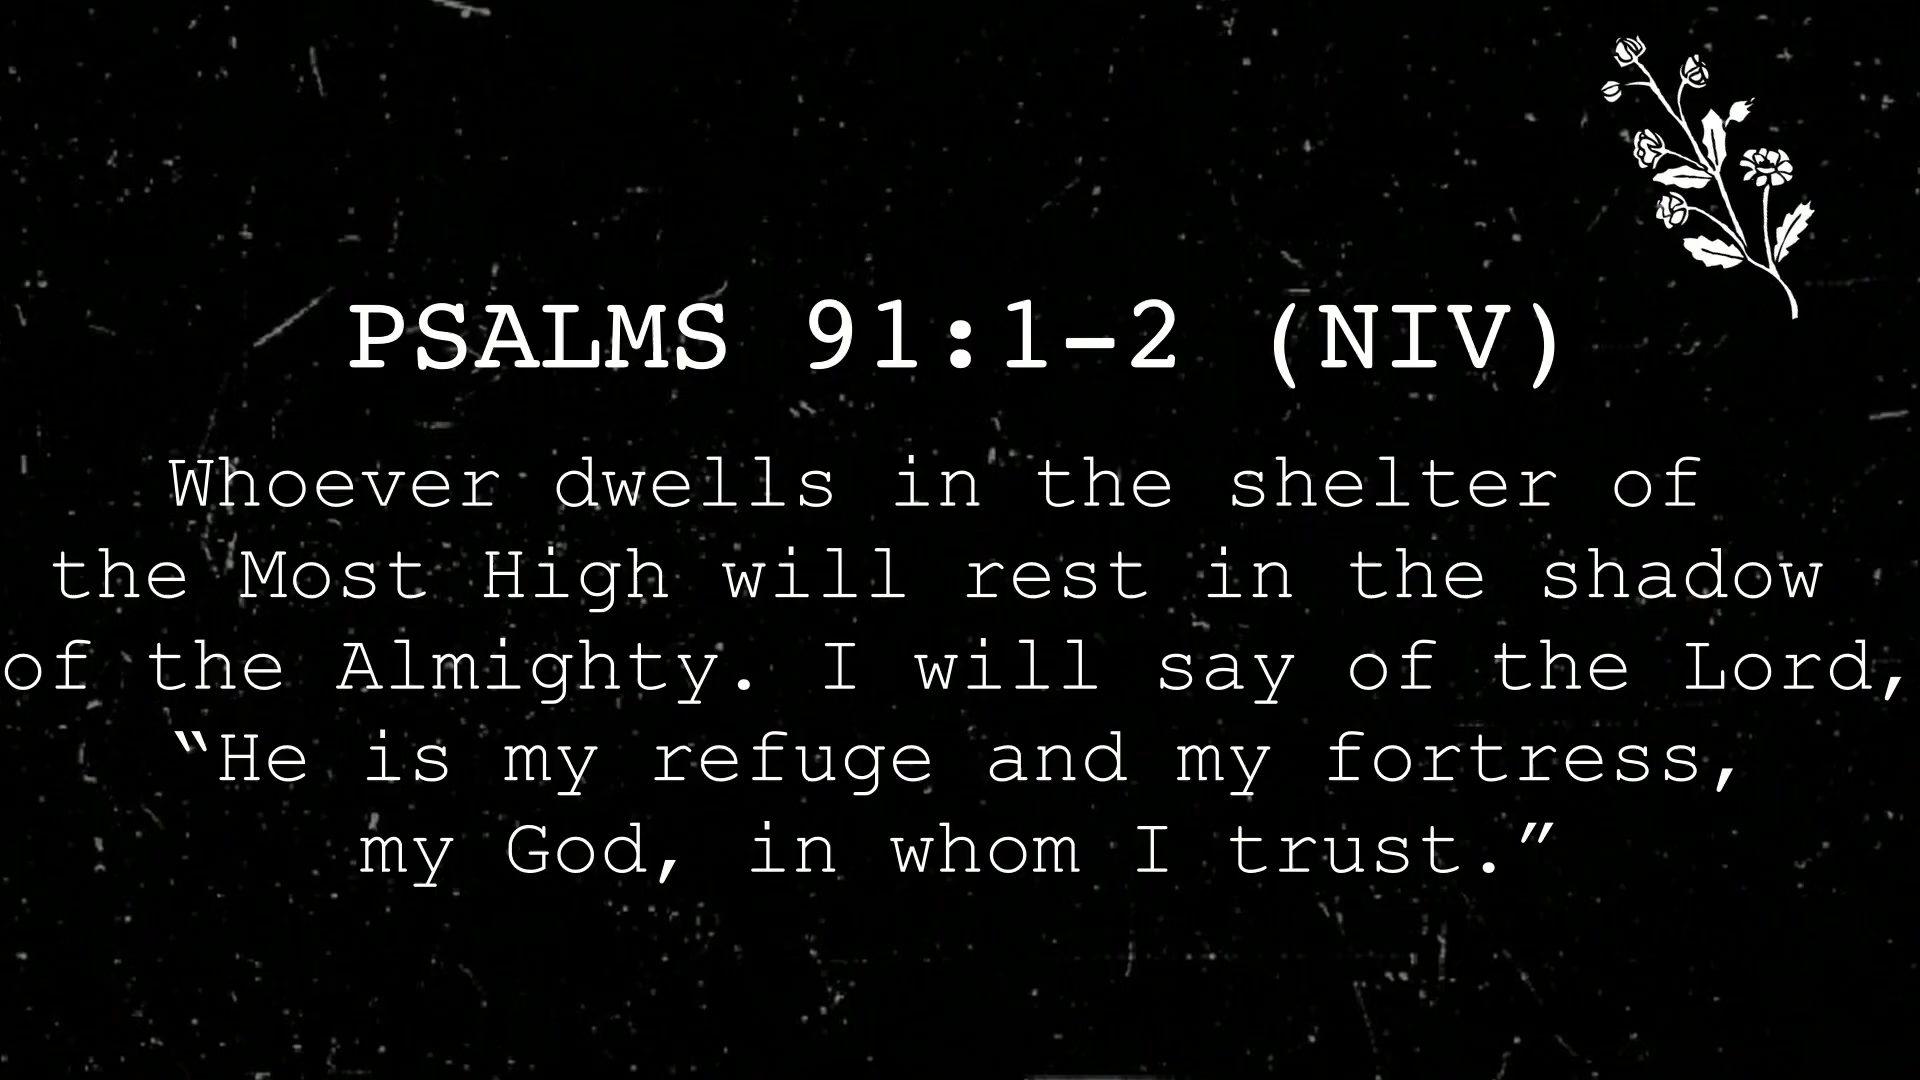 PSALMS 91:1-2 (NIV)
Whoever dwells in the shelter of
the Most High will rest in the shadow
of the Almighty. I will say of the Lord,
“He is my refuge and my fortress,
my God, in whom I trust.”